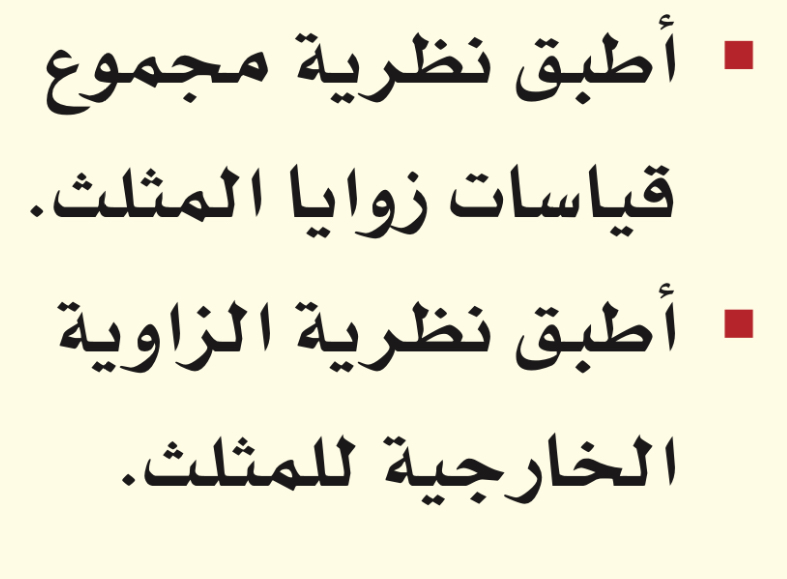 ▪ أطبق نظرية مجموع
قياسات زوايا المثلث.
▪ أطبق نظرية الزاوية
الخارجية للمثلث.